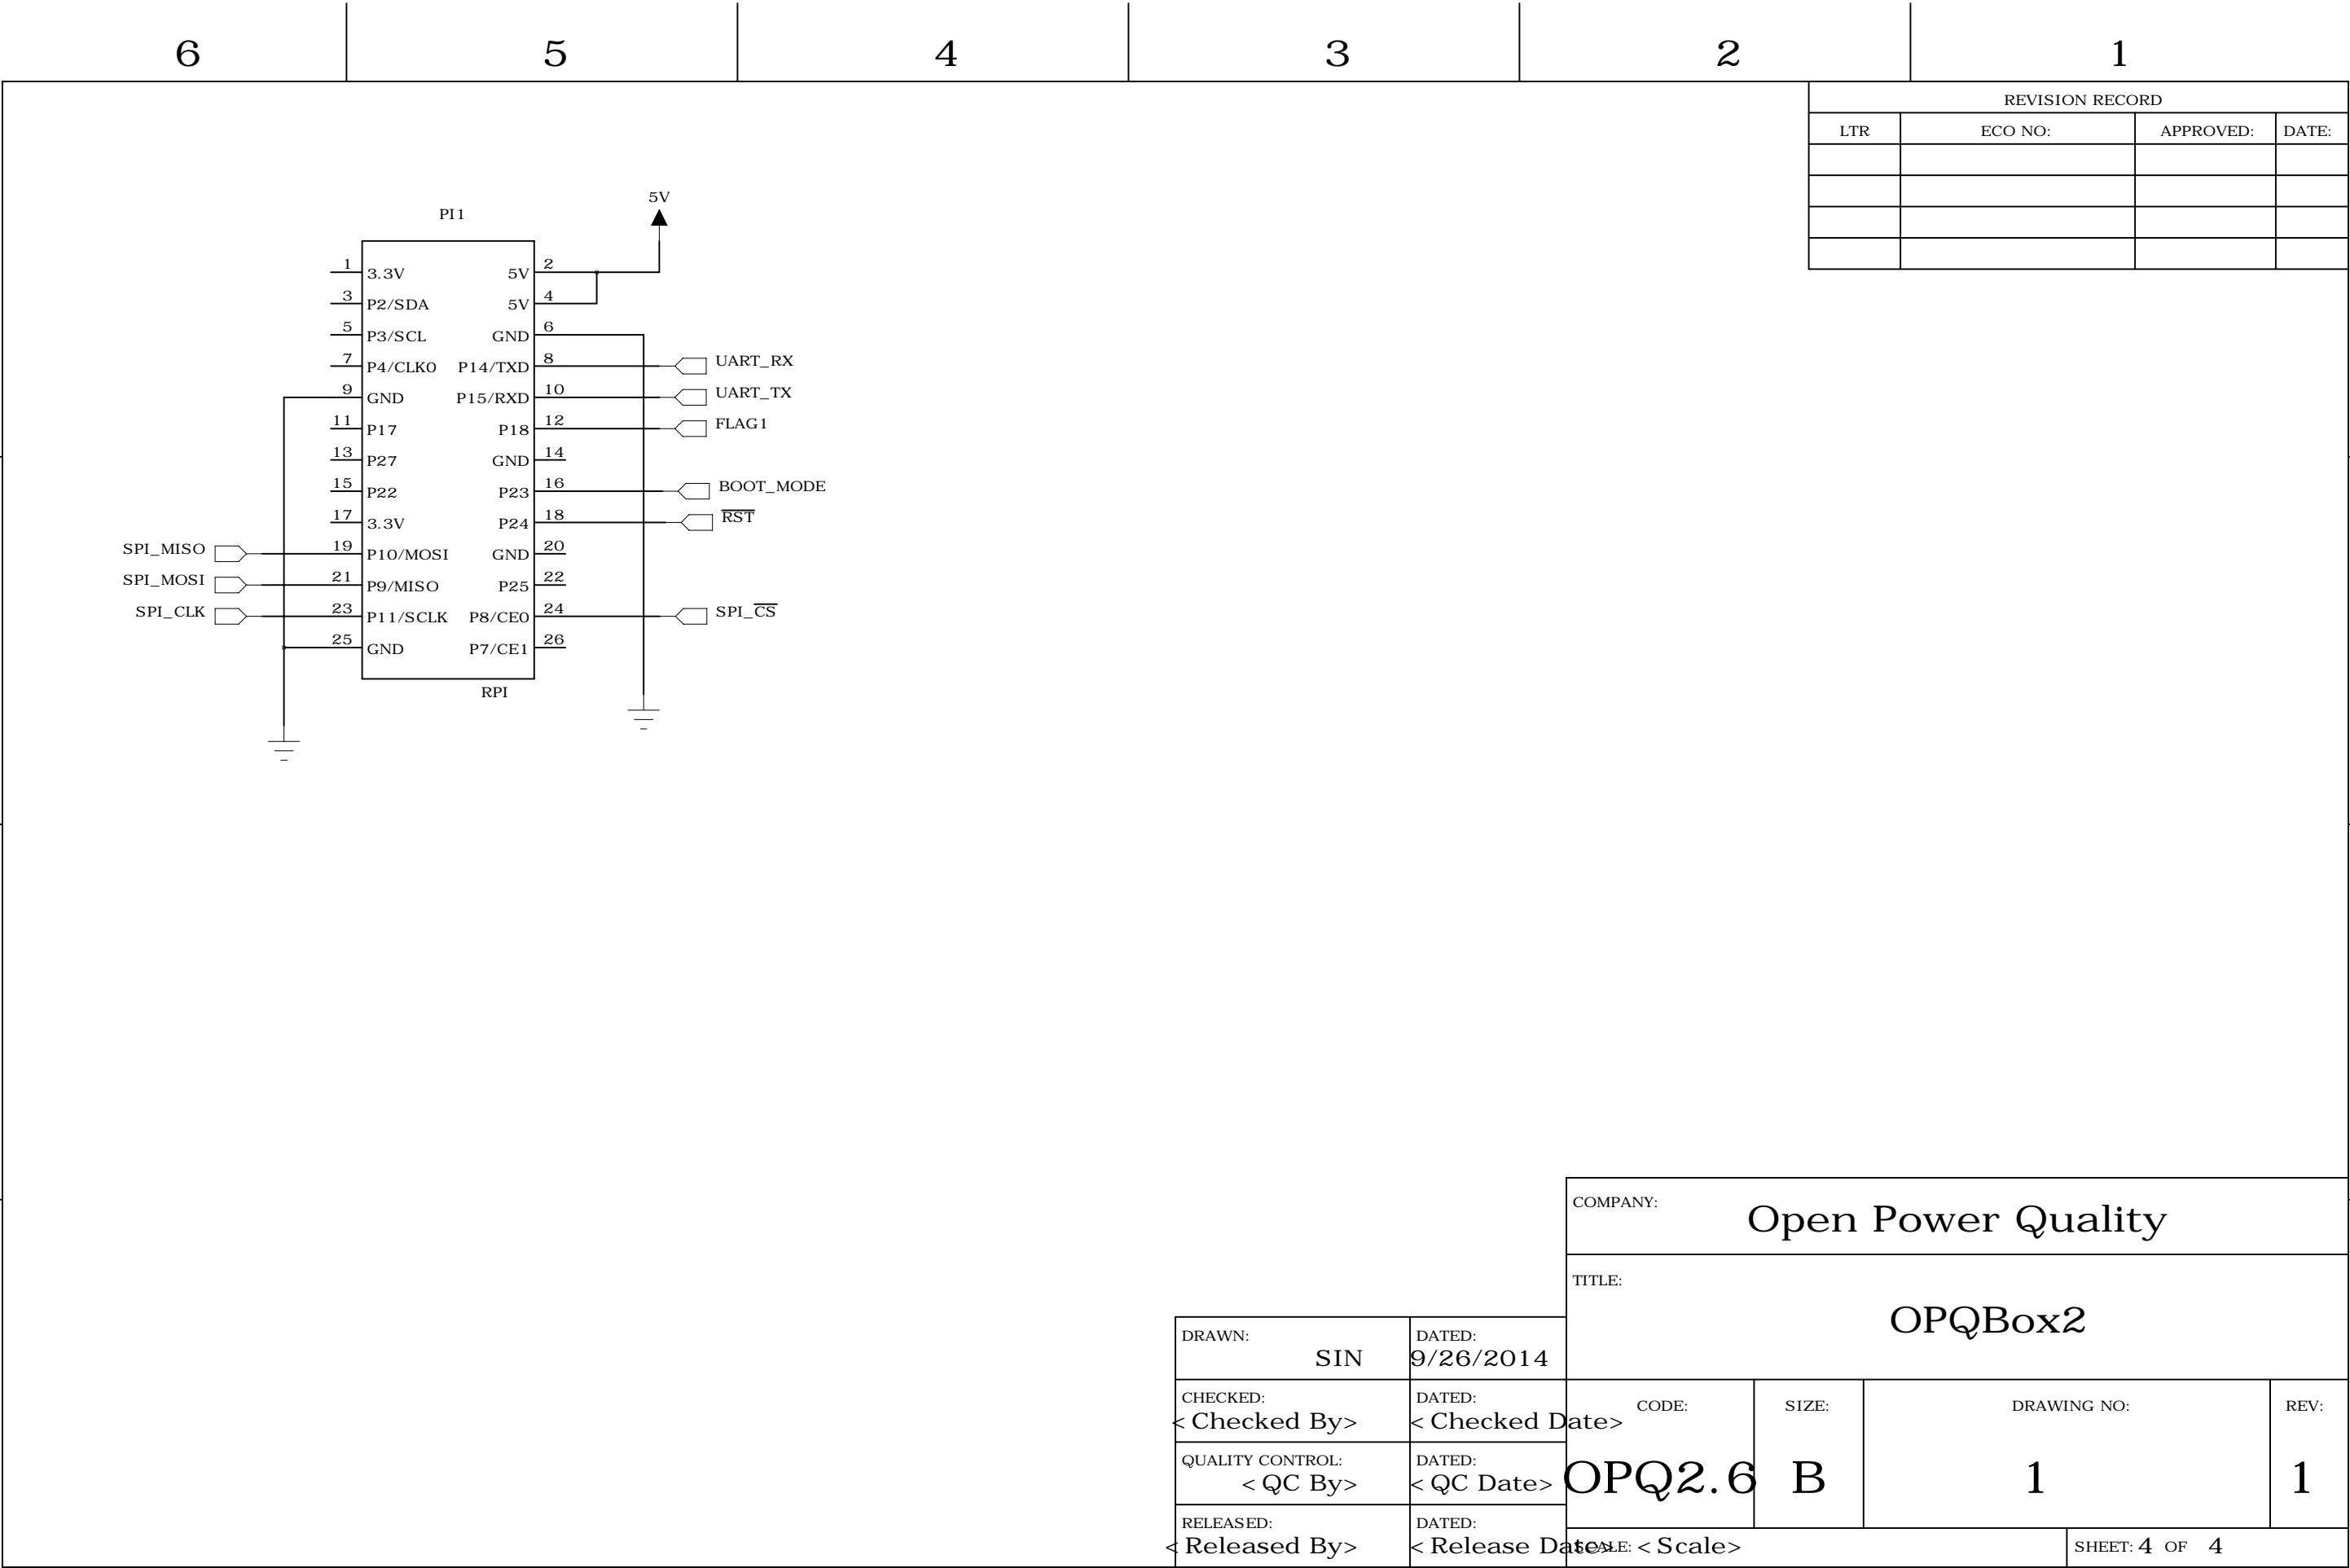 6 5 4 3 2 1
REVISION RECORD
LTR ECO NO: APPROVED: DATE:
5V
PI1
1 3.3V 5V 2
3 P2/SDA 5V 4
5 P3/SCL GND 6
7 P4/CLK0 P14/TXD 8 UART_RX
9 GND P15/RXD 10 UART_TX
11 P17 P18 12 FLAG1
13 P27 GND 14
15 P22 P23 16 BOOT_MODE
17 3.3V P24 18 RST
SPI_MISO 19 P10/MOSI GND 20
SPI_MOSI 21 P9/MISO P25 22
SPI_CLK 23 P11/SCLK P8/CE0 24 SPI_CS
25 GND P7/CE1 26
RPI
COMPANY: Open Power Quality
TITLE:
OPQBox2
DRAWN: DATED:
SIN 9/26/2014
CHECKED: DATED:
<Checked By> <Checked Date>
CODE: SIZE: DRAWING NO: REV:
QUALITY CONTROL: DATED:
<QC By> <QC Date>
OPQ2.6 B 1 1
RELEASED: DATED:
<Released By> <Release Date>
SCALE: <Scale> SHEET: 4 OF 4